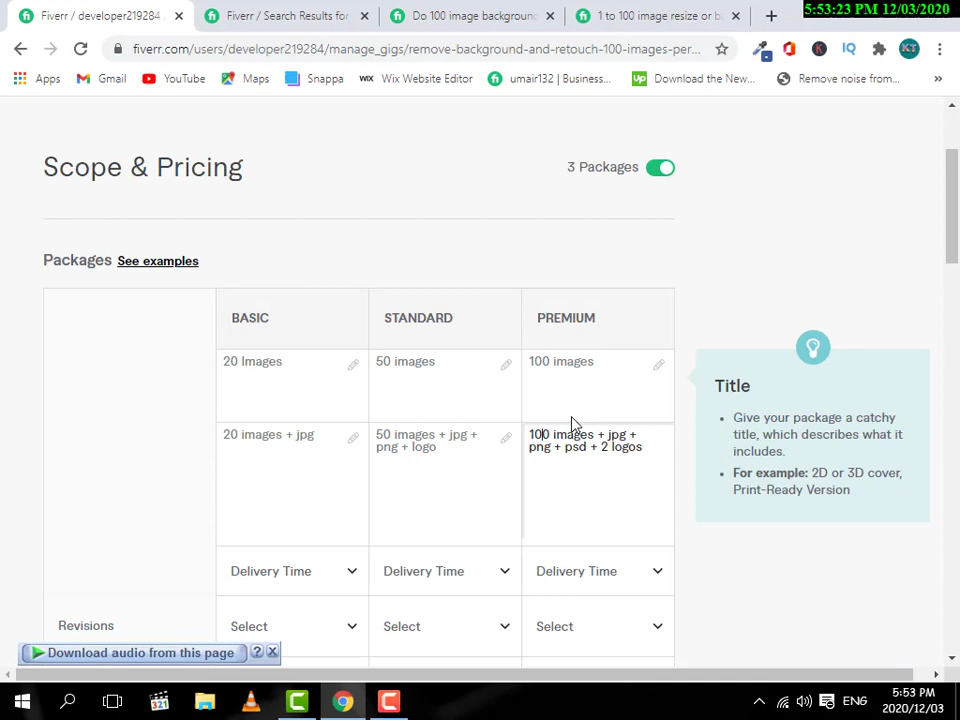 Fiverr / developer219284
Fiverr / Search Results for
Do 100 image background
1 to 100 image resize or b
5:53:23 PM 12/03/2020
fiverr.com/users/developer219284/manage_gigs/remove-background-and-retouch-100-images-per...
IQ
KT
Apps
Gmail
YouTube
Maps
Snappa
WIX Wix Website Editor
umair132 | Business...
Up Download the New...
Remove noise from...
»
Scope & Pricing
3 Packages
Packages See examples
BASIC
STANDARD
PREMIUM
20 Images
50 images
100 images
20 images + jpg
50 images + jpg +
png + logo
100 images + jpg +
png + psd + 2 logos
Title
Give your package a catchy
title, which describes what it
includes.
For example: 2D or 3D cover,
Print-Ready Version
Delivery Time
Delivery Time
Delivery Time
Revisions
Select
Select
Select
Download audio from this page
?
X
321
ENG
5:53 PM
2020/12/03